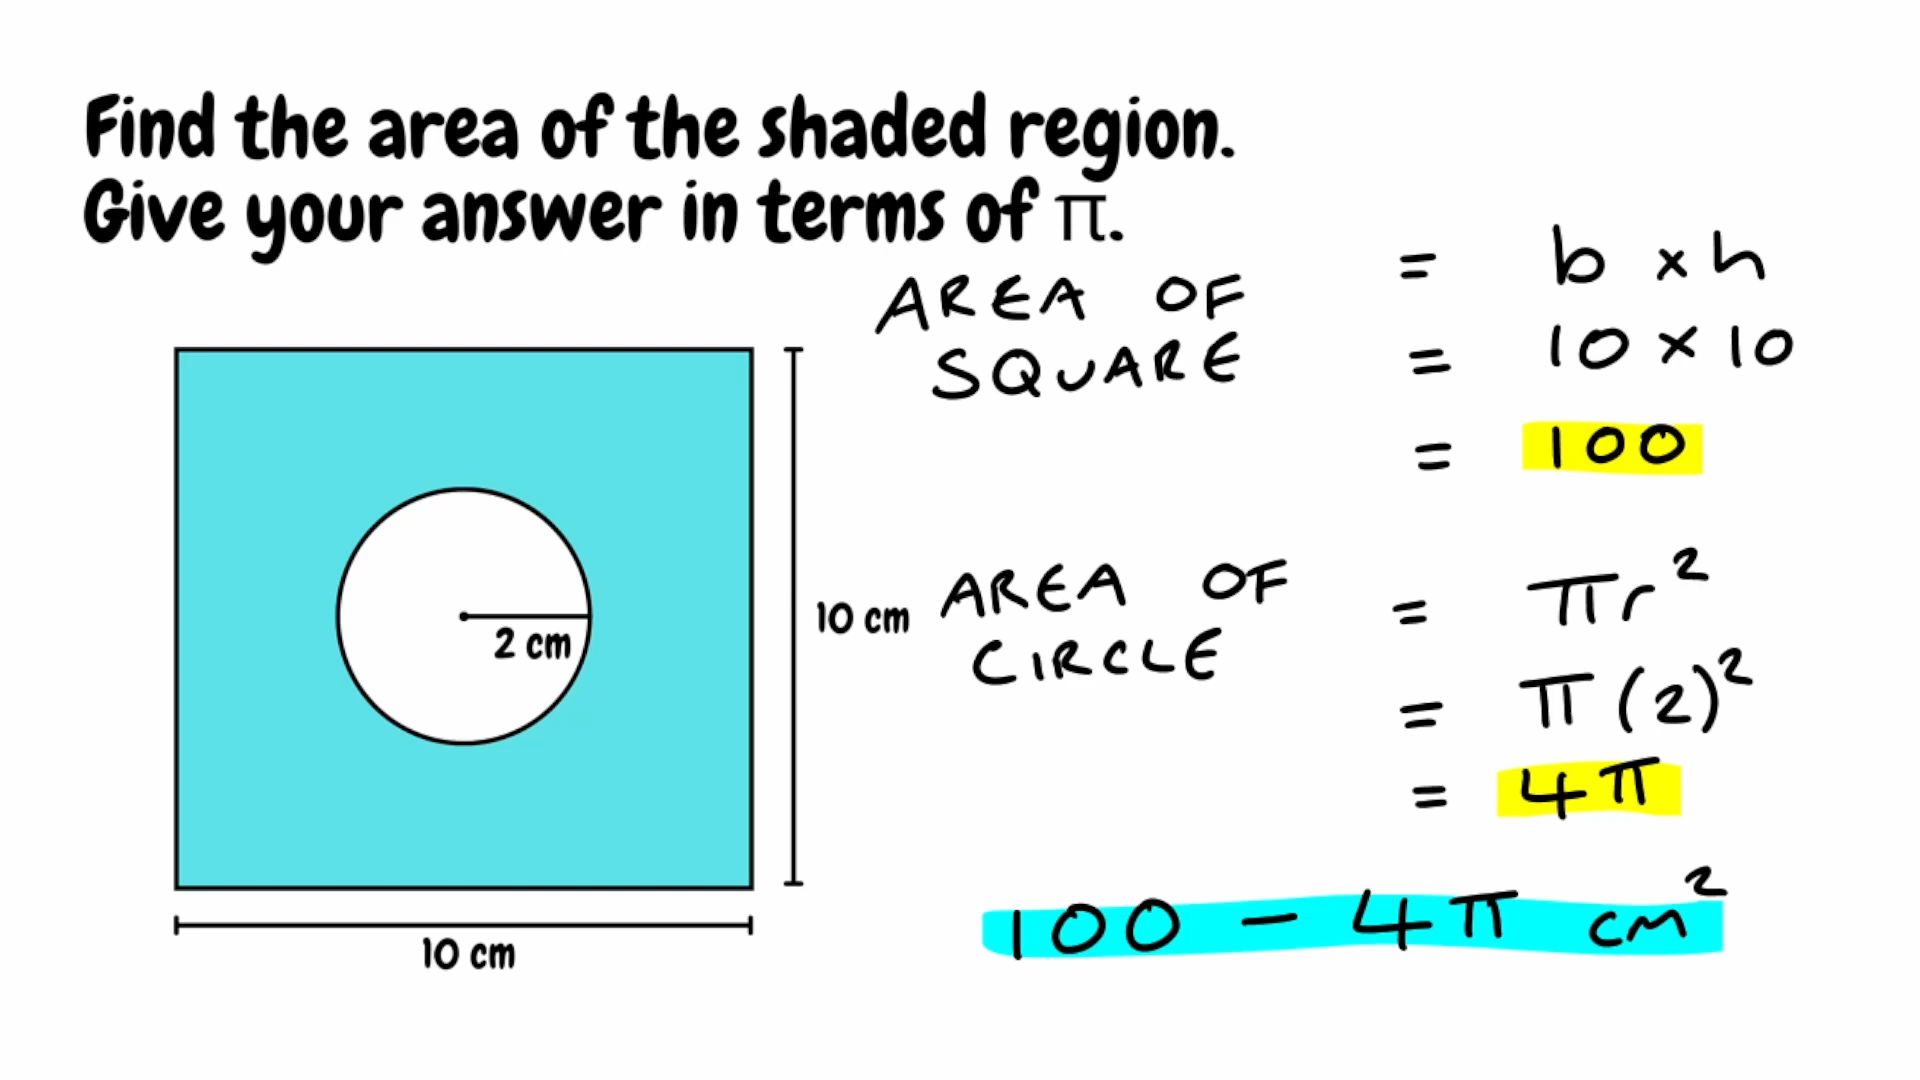 Find the area of the shaded region.
Give your answer in terms of π.
AREA OF
SQUARE
= b × h
= 10 × 10
= 100
2 cm
10 cm
10 cm
AREA OF
CIRCLE
= πr²
= π(2)²
= 4π
100 - 4π cm²